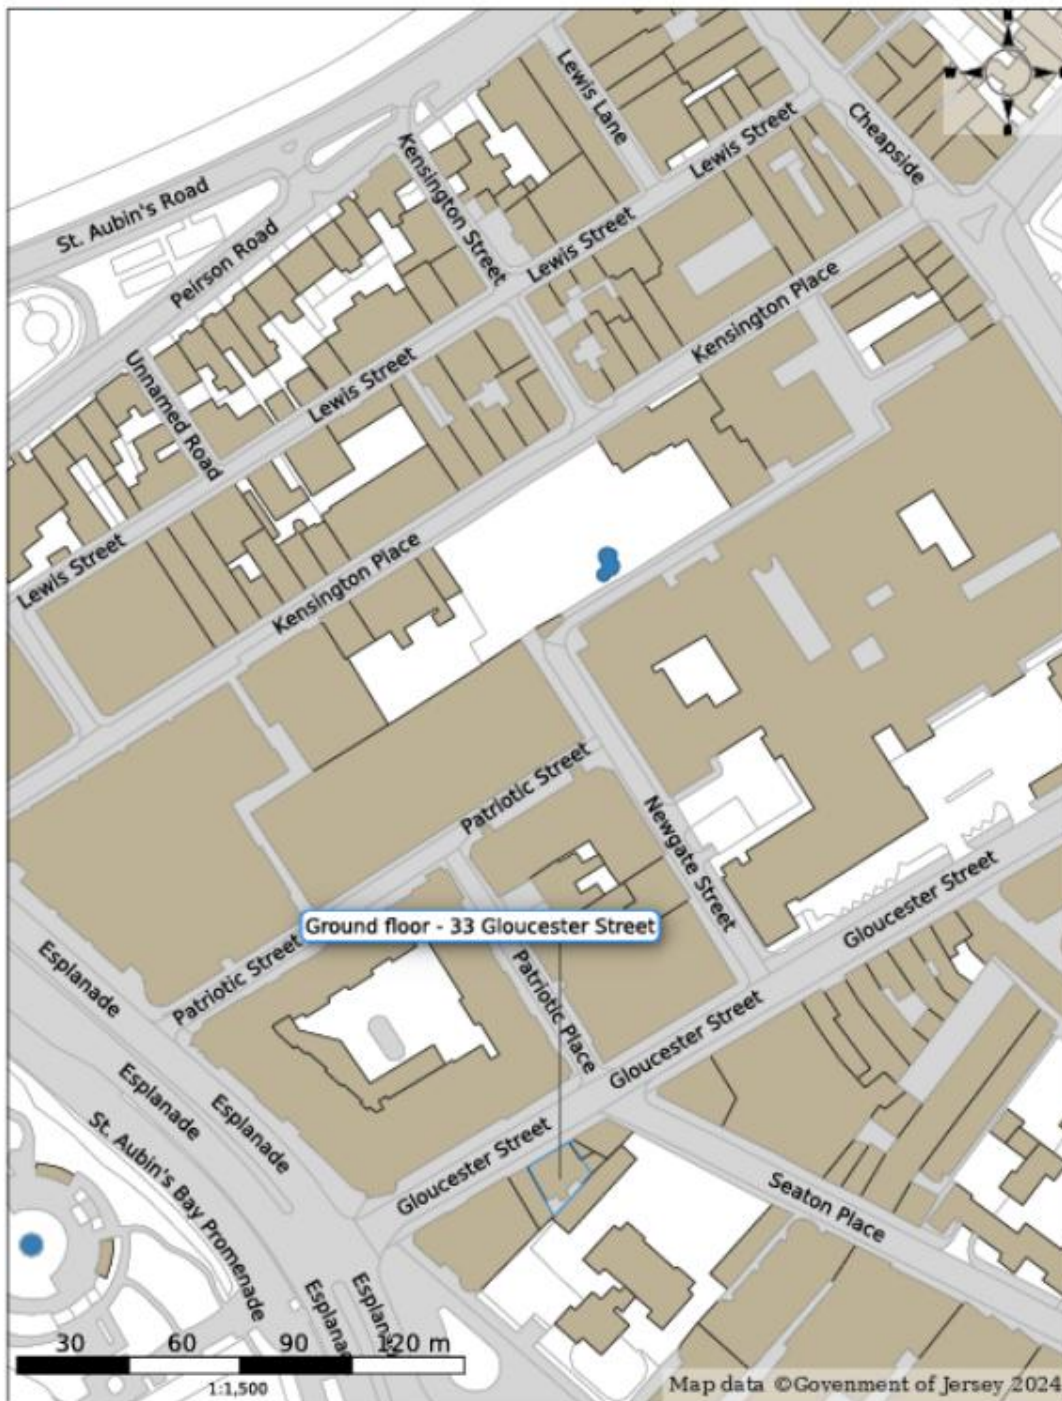 Lewis Lane
Lewis Street
Cheapside
Kensington Street
St. Aubin's Road
Peirson Road
Lewis Street
Kensington Place
Unnamed Road
Lewis Street
Lewis Street
Kensington Place
Patriotic Street
Newgate Street
Gloucester Street
Ground floor - 33 Gloucester Street
Esplanade
Patriotic Street
Patriotic Place
Gloucester Street
Esplanade
Esplanade
St. Aubin's Bay Promenade
Gloucester Street
Seaton Place
Esplanade
Esplanade
30 60 90 120 m
1:1,500
Map data ©Govenment of Jersey 2024